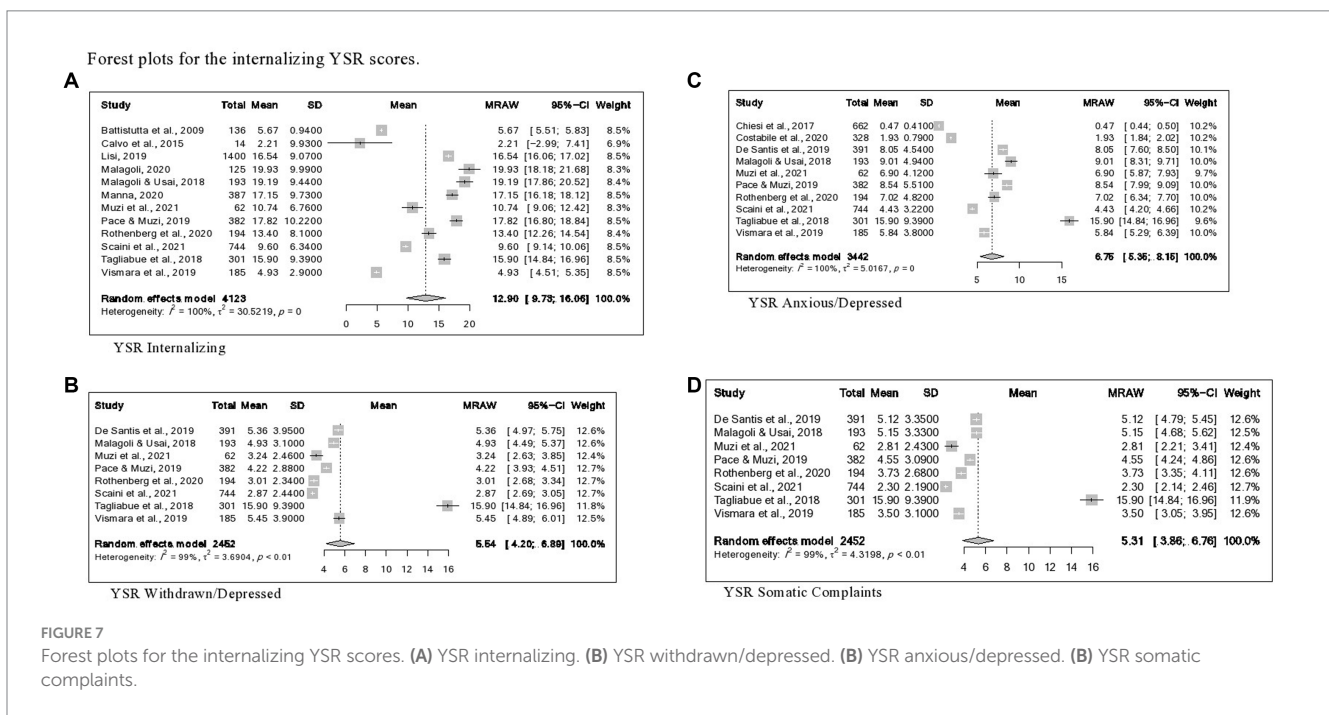 Forest plots for the internalizing YSR scores.
A
Study Total Mean SD Mean MRAW 95%-CI Weight
Battistutta et al., 2009 136 5.67 0.9400 5.67 [5.51; 5.83] 8.5%
Calvo et al., 2015 14 2.21 9.9300 2.21 [−2.99; 7.41] 6.9%
Lisi, 2019 1400 16.54 9.0700 16.54 [16.06; 17.02] 8.5%
Malagoli, 2020 125 19.93 9.9900 19.93 [18.18; 21.68] 8.3%
Malagoli & Usai, 2018 193 19.19 9.4400 19.19 [17.86; 20.52] 8.4%
Manna, 2020 387 17.15 9.7300 17.15 [16.18; 18.12] 8.5%
Muzi et al., 2021 62 10.74 6.7600 10.74 [9.06; 12.42] 8.3%
Pace & Muzi, 2019 382 17.82 10.2200 17.82 [16.80; 18.84] 8.5%
Rothenberg et al., 2020 194 13.40 8.1000 13.40 [12.26; 14.54] 8.4%
Scaini et al., 2021 744 9.60 6.3400 9.60 [9.14; 10.06] 8.5%
Tagliabue et al., 2018 301 15.90 9.3900 15.90 [14.84; 16.96] 8.5%
Vismara et al., 2019 185 4.93 2.9000 4.93 [4.51; 5.35] 8.5%
Random effects model 4123 12.90 [ 9.73; 16.06] 100.0%
Heterogeneity: I² = 100%, τ² = 30.5219, p = 0
0 5 10 15 20
YSR Internalizing
B
Study Total Mean SD Mean MRAW 95%-CI Weight
De Santis et al., 2019 391 5.36 3.9500 5.36 [4.97; 5.75] 12.6%
Malagoli & Usai, 2018 193 4.93 3.1000 4.93 [4.49; 5.37] 12.6%
Muzi et al., 2021 62 3.24 2.4600 3.24 [2.63; 3.85] 12.4%
Pace & Muzi, 2019 382 4.22 2.8800 4.22 [3.93; 4.51] 12.7%
Rothenberg et al., 2020 194 3.01 2.3400 3.01 [2.68; 3.34] 12.7%
Scaini et al., 2021 744 2.87 2.4400 2.87 [2.69; 3.05] 12.7%
Tagliabue et al., 2018 301 15.90 9.3900 15.90 [14.84; 16.96] 11.8%
Vismara et al., 2019 185 5.45 3.9000 5.45 [4.89; 6.01] 12.5%
Random effects model 2452 5.54 [ 4.20; 6.89] 100.0%
Heterogeneity: I² = 99%, τ² = 3.6904, p < 0.01
4 6 8 10 12 14 16
YSR Withdrawn/Depressed
C
Study Total Mean SD Mean MRAW 95%-CI Weight
Chiesi et al., 2017 662 0.47 0.4100 0.47 [0.44; 0.50] 10.2%
Costabile et al., 2020 328 1.93 0.7900 1.93 [1.84; 2.02] 10.2%
De Santis et al., 2019 391 8.05 4.5400 8.05 [7.60; 8.50] 10.1%
Malagoli & Usai, 2018 193 9.01 4.9400 9.01 [8.31; 9.71] 10.0%
Muzi et al., 2021 62 6.90 4.1200 6.90 [5.87; 7.93] 9.7%
Pace & Muzi, 2019 382 8.54 5.5100 8.54 [7.99; 9.09] 10.0%
Rothenberg et al., 2020 194 7.02 4.8200 7.02 [6.34; 7.70] 10.0%
Scaini et al., 2021 744 4.43 3.2200 4.43 [4.20; 4.66] 10.2%
Tagliabue et al., 2018 301 15.90 9.3900 15.90 [14.84; 16.96] 9.6%
Vismara et al., 2019 185 5.84 3.8000 5.84 [5.29; 6.39] 10.0%
Random effects model 3442 6.75 [ 5.35; 8.15] 100.0%
Heterogeneity: I² = 100%, τ² = 5.0167, p = 0
5 10 15
YSR Anxious/Depressed
D
Study Total Mean SD Mean MRAW 95%-CI Weight
De Santis et al., 2019 391 5.12 3.3500 5.12 [4.79; 5.45] 12.6%
Malagoli & Usai, 2018 193 5.15 3.3300 5.15 [4.68; 5.62] 12.5%
Muzi et al., 2021 62 2.81 2.4300 2.81 [2.21; 3.41] 12.4%
Pace & Muzi, 2019 382 4.55 3.0900 4.55 [4.24; 4.86] 12.6%
Rothenberg et al., 2020 194 3.73 2.6800 3.73 [3.35; 4.11] 12.6%
Scaini et al., 2021 744 2.30 2.1900 2.30 [2.14; 2.46] 12.7%
Tagliabue et al., 2018 301 15.90 9.3900 15.90 [14.84; 16.96] 11.9%
Vismara et al., 2019 185 3.50 3.1000 3.50 [3.05; 3.95] 12.6%
Random effects model 2452 5.31 [ 3.86; 6.76] 100.0%
Heterogeneity: I² = 99%, τ² = 4.3198, p < 0.01
4 6 8 10 12 14 16
YSR Somatic Complaints
FIGURE 7
Forest plots for the internalizing YSR scores. (A) YSR internalizing. (B) YSR withdrawn/depressed. (B) YSR anxious/depressed. (B) YSR somatic
complaints.